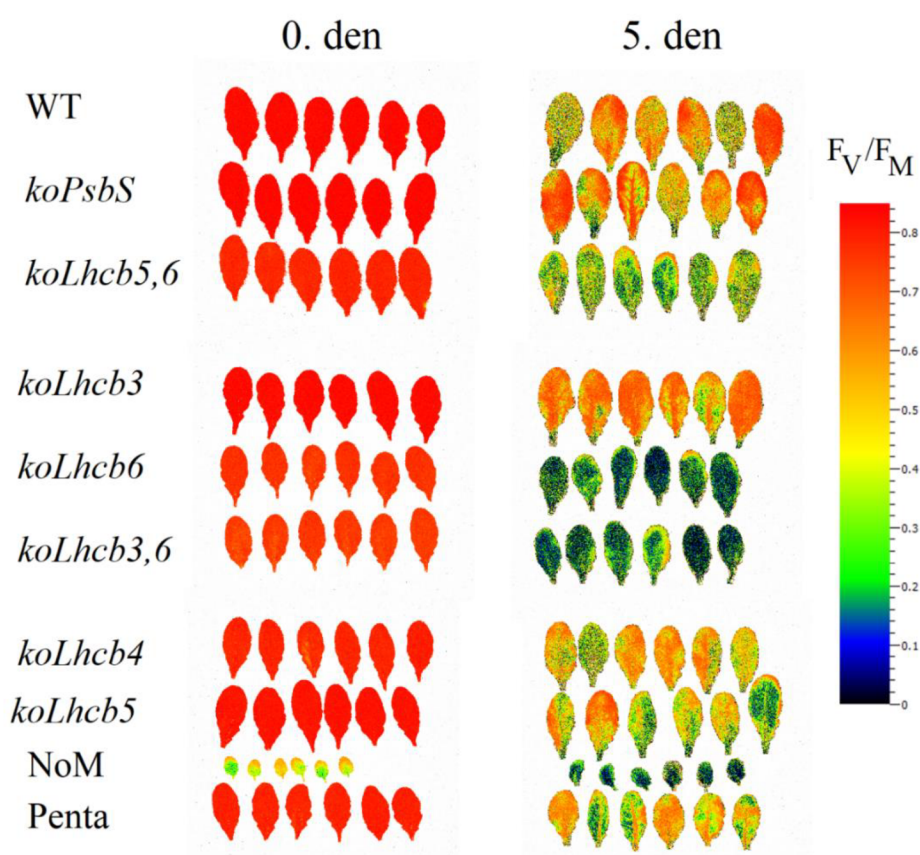 0. den 5. den
WT
koPsbS
koLhcb5,6
koLhcb3
koLhcb6
koLhcb3,6
koLhcb4
koLhcb5
NoM
Penta
FV/FM
0.8
0.7
0.6
0.5
0.4
0.3
0.2
0.1
0